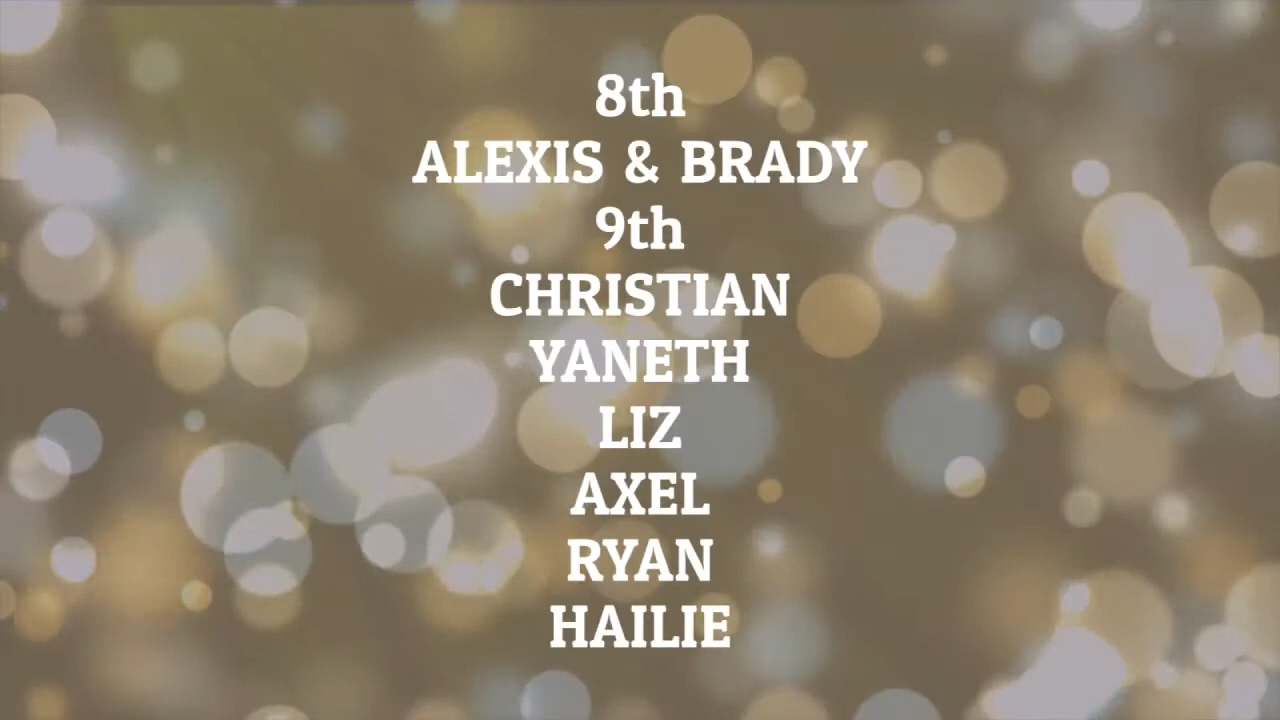 8th
ALEXIS & BRADY
9th
CHRISTIAN
YANETH
LIZ
AXEL
RYAN
HAILIE